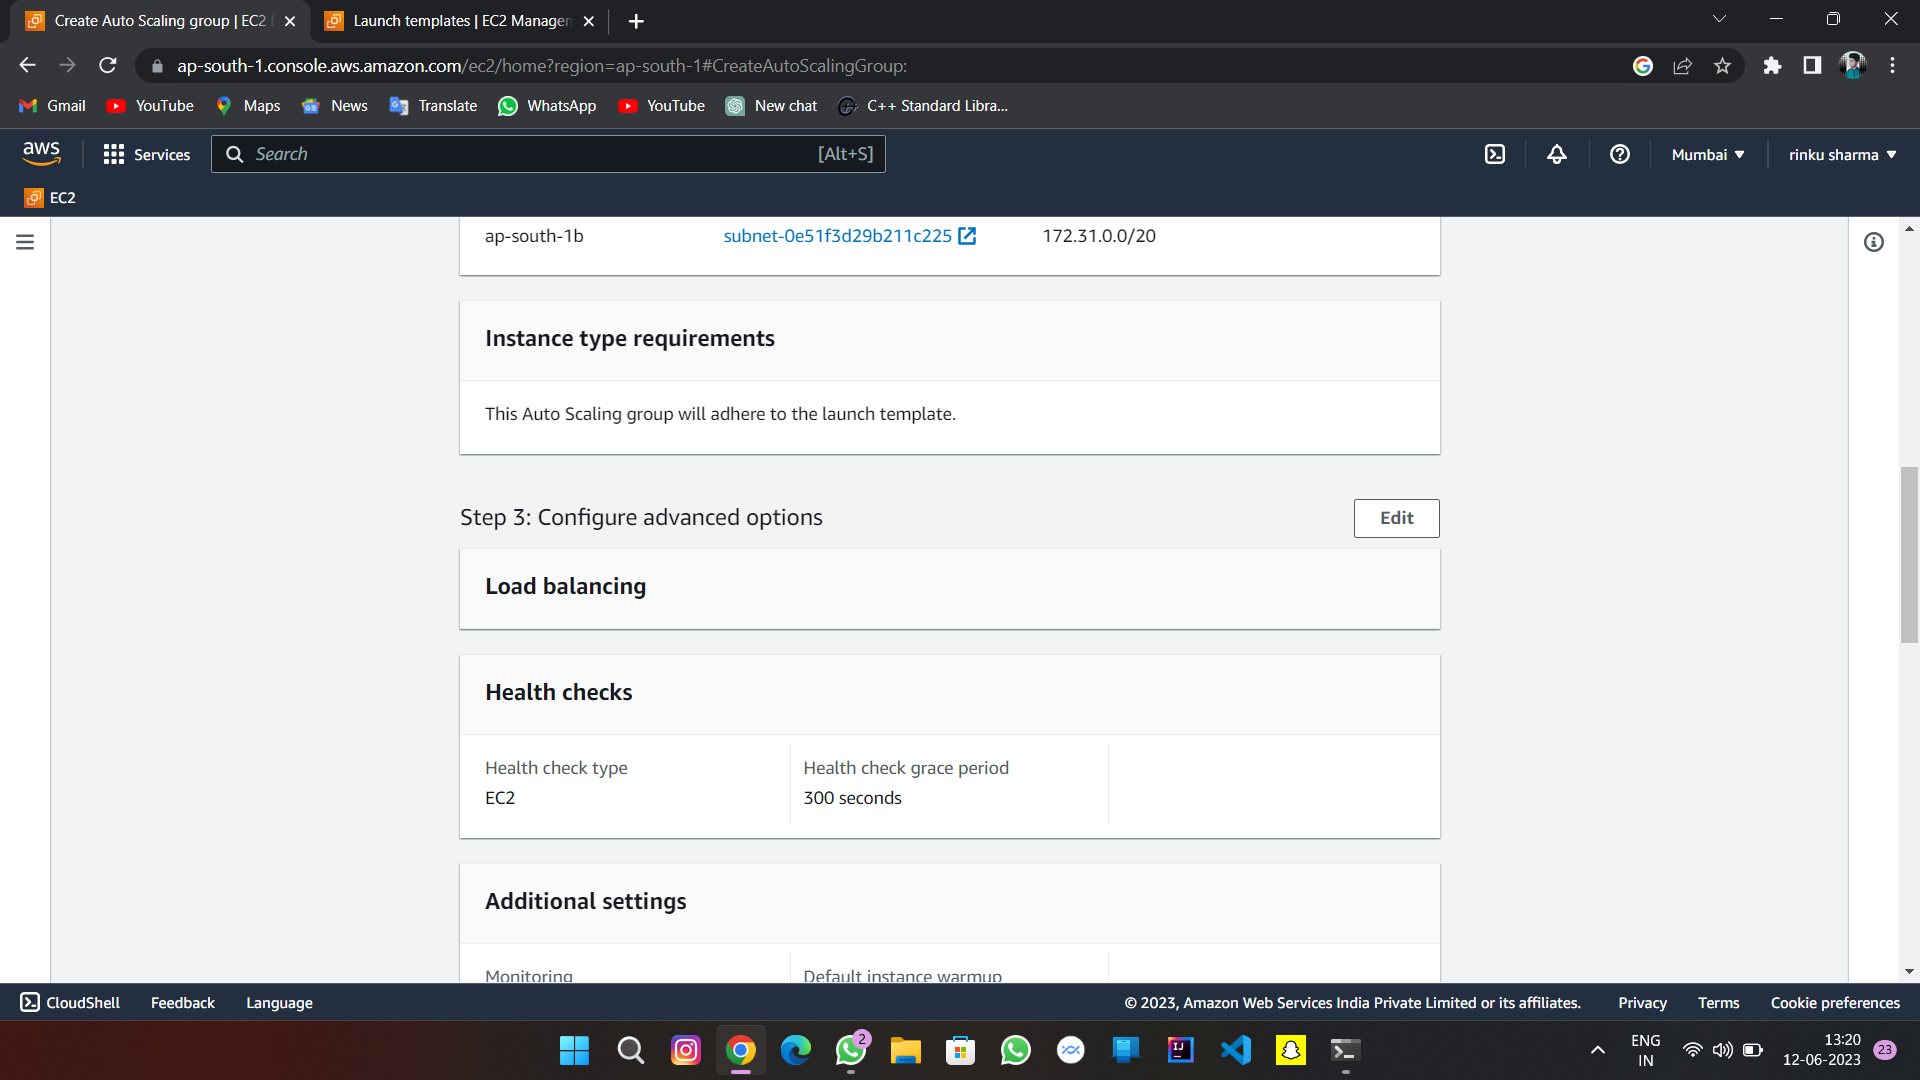 Create Auto Scaling group | EC2
Launch templates | EC2 Managem
ap-south-1.console.aws.amazon.com/ec2/home?region=ap-south-1#CreateAutoScalingGroup:
Gmail YouTube Maps News Translate WhatsApp YouTube New chat C++ Standard Libra...
aws Services Search [Alt+S] Mumbai rinku sharma
EC2
ap-south-1b subnet-0e51f3d29b211c225 172.31.0.0/20
Instance type requirements
This Auto Scaling group will adhere to the launch template.
Step 3: Configure advanced options Edit
Load balancing
Health checks
Health check type Health check grace period
EC2 300 seconds
Additional settings
Monitoring Default instance warmup
CloudShell Feedback Language © 2023, Amazon Web Services India Private Limited or its affiliates. Privacy Terms Cookie preferences
2
ENG
IN
13:20
12-06-2023
23